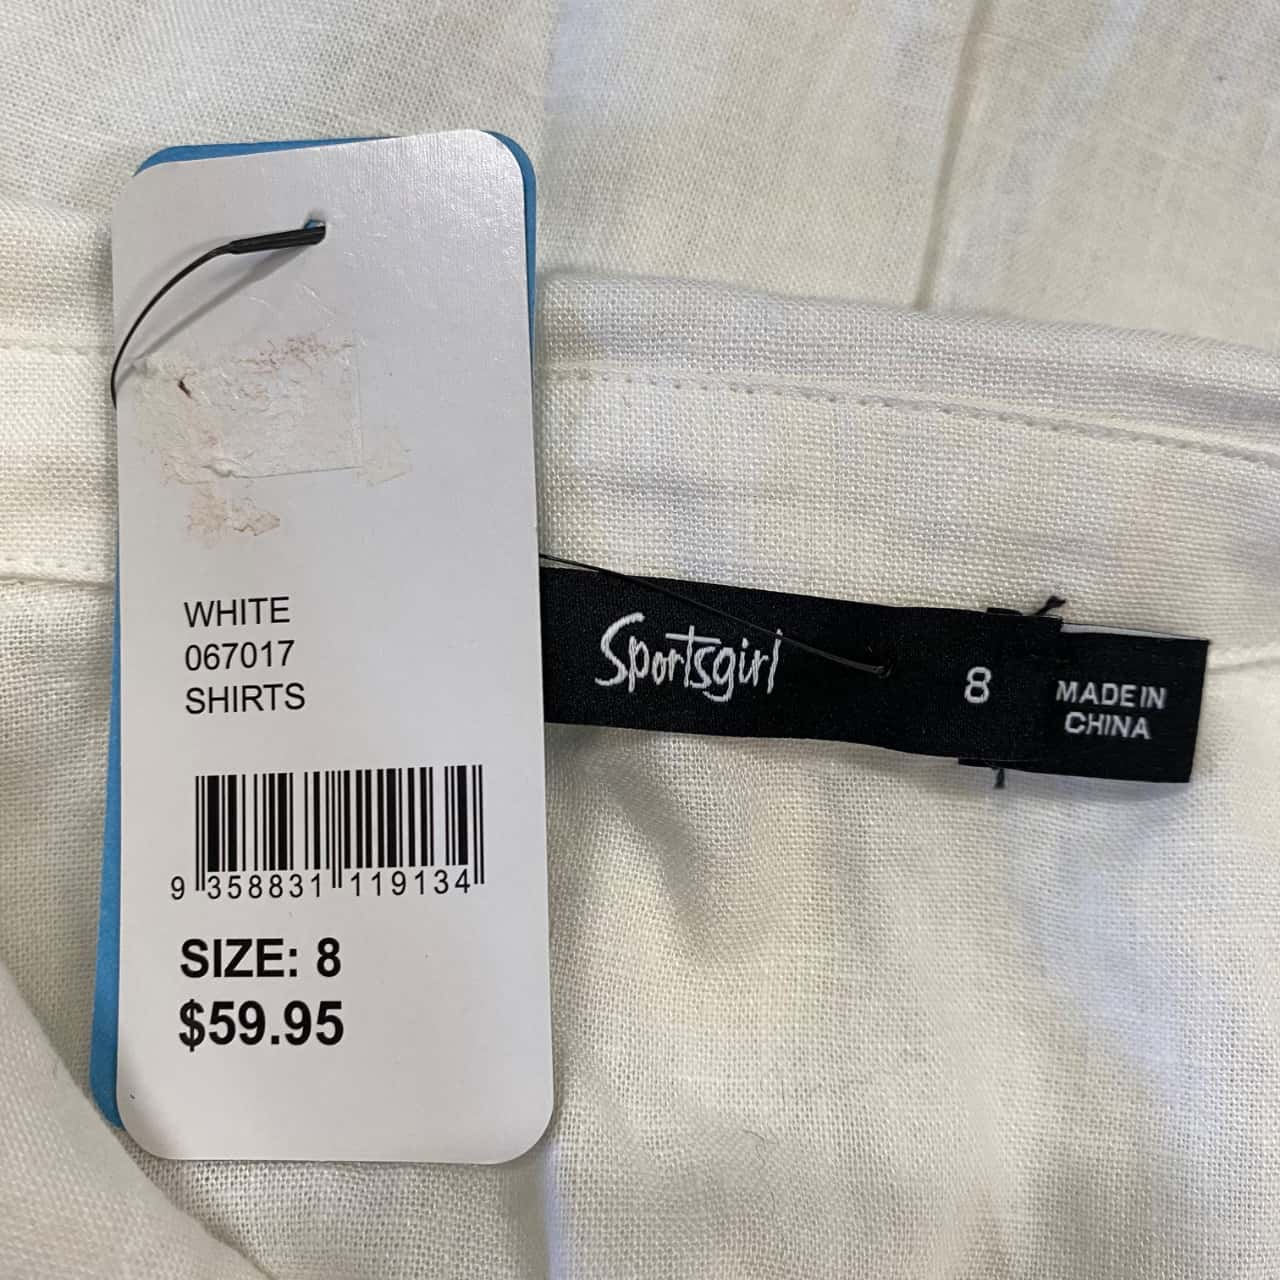 WHITE
067017
SHIRTS
9 358831 119134
SIZE: 8
$59.95
Sportsgirl
8
MADE IN
CHINA